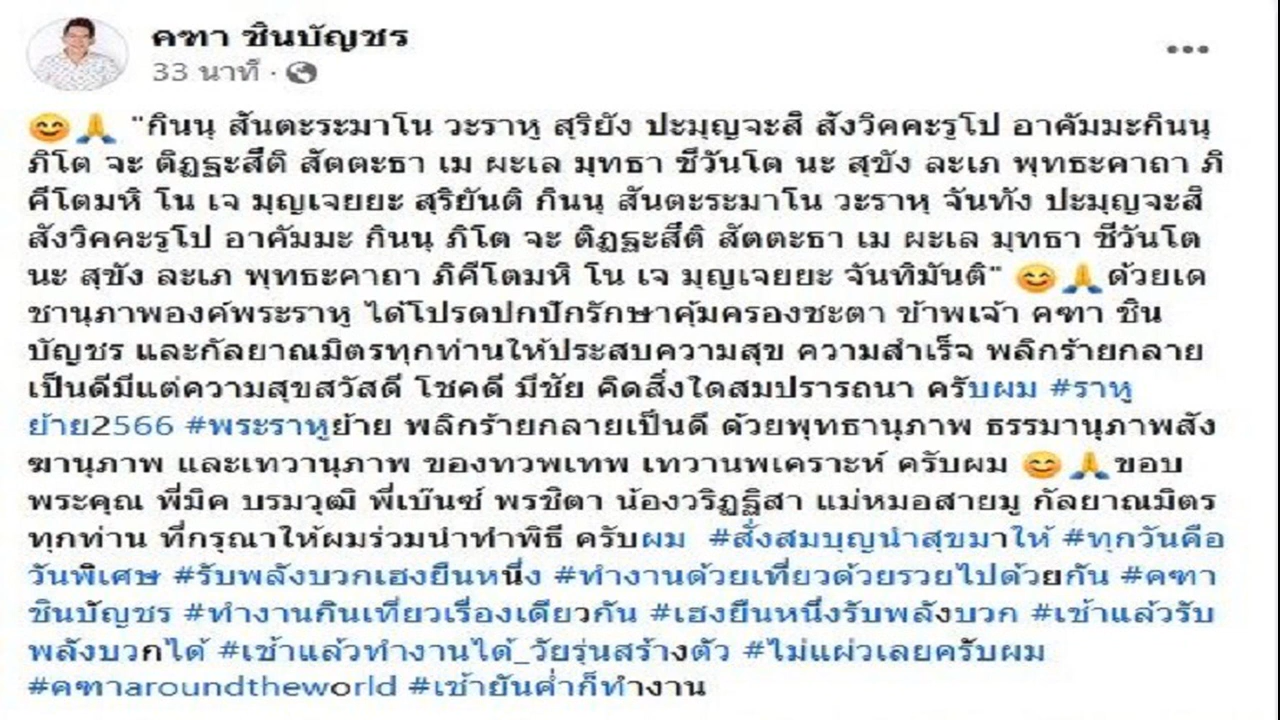 คฑา ชินบัญชร
33 นาที ·
😊🙏 "กินนุ สันตะระมาโน วะราหู สุริยัง ปะมุญจะสิ สังวิคคะรูโป อาคัมมะกินนุ
ภิโต จะ ติฏฐะสีติ สัตตะธา เม ผะเล มุทธา ชีวันโต นะ สุขัง ละเภ พุทธะคาถา ภิ
คีโตมหิ โน เจ มุญเจยยะ สุริยันติ กินนุ สันตะระมาโน วะราหุ จันทัง ปะมุญจะสิ
สังวิคคะรูโป อาคัมมะ กินนุ ภิโต จะ ติฏฐะสีติ สัตตะธา เม ผะเล มุทธา ชีวันโต
นะ สุขัง ละเภ พุทธะคาถา ภิคีโตมหิ โน เจ มุญเจยยะ จันทิมันติ" 😊🙏ด้วยเด
ชานุภาพองค์พระราหู ได้โปรดปกปักรักษาคุ้มครองชะตา ข้าพเจ้า คฑา ชิน
บัญชร และกัลยาณมิตรทุกท่านให้ประสบความสุข ความสำเร็จ พลิกร้ายกลาย
เป็นดีมีแต่ความสุขสวัสดี โชคดี มีชัย คิดสิ่งใดสมปรารถนา ครับผม #ราหู
ย้าย2566 #พระราหูย้าย พลิกร้ายกลายเป็นดี ด้วยพุทธานุภาพ ธรรมานุภาพสัง
ฆานุภาพ และเทวานุภาพ ของทวพเทพ เทวานพเคราะห์ ครับผม 😊🙏ขอบ
พระคุณ พี่มิค บรมวุฒิ พี่เบ๊นซ์ พรชิตา น้องวริฏฐิสา แม่หมอสายมู กัลยาณมิตร
ทุกท่าน ที่กรุณาให้ผมร่วมนำทำพิธี ครับผม #สั่งสมบุญนำสุขมาให้ #ทุกวันคือ
วันพิเศษ #รับพลังบวกเฮงยืนหนึ่ง #ทำงานด้วยเที่ยวด้วยรวยไปด้วยกัน #คฑา
ชินบัญชร #ทำงานกินเที่ยวเรื่องเดียวกัน #เฮงยืนหนึ่งรับพลังบวก #เช้าแล้วรับ
พลังบวกได้ #เช้าแล้วทำงานได้_วัยรุ่นสร้างตัว #ไม่แผ่วเลยครับผม
#คฑาaroundtheworld #เช้ายันค่ำก็ทำงาน